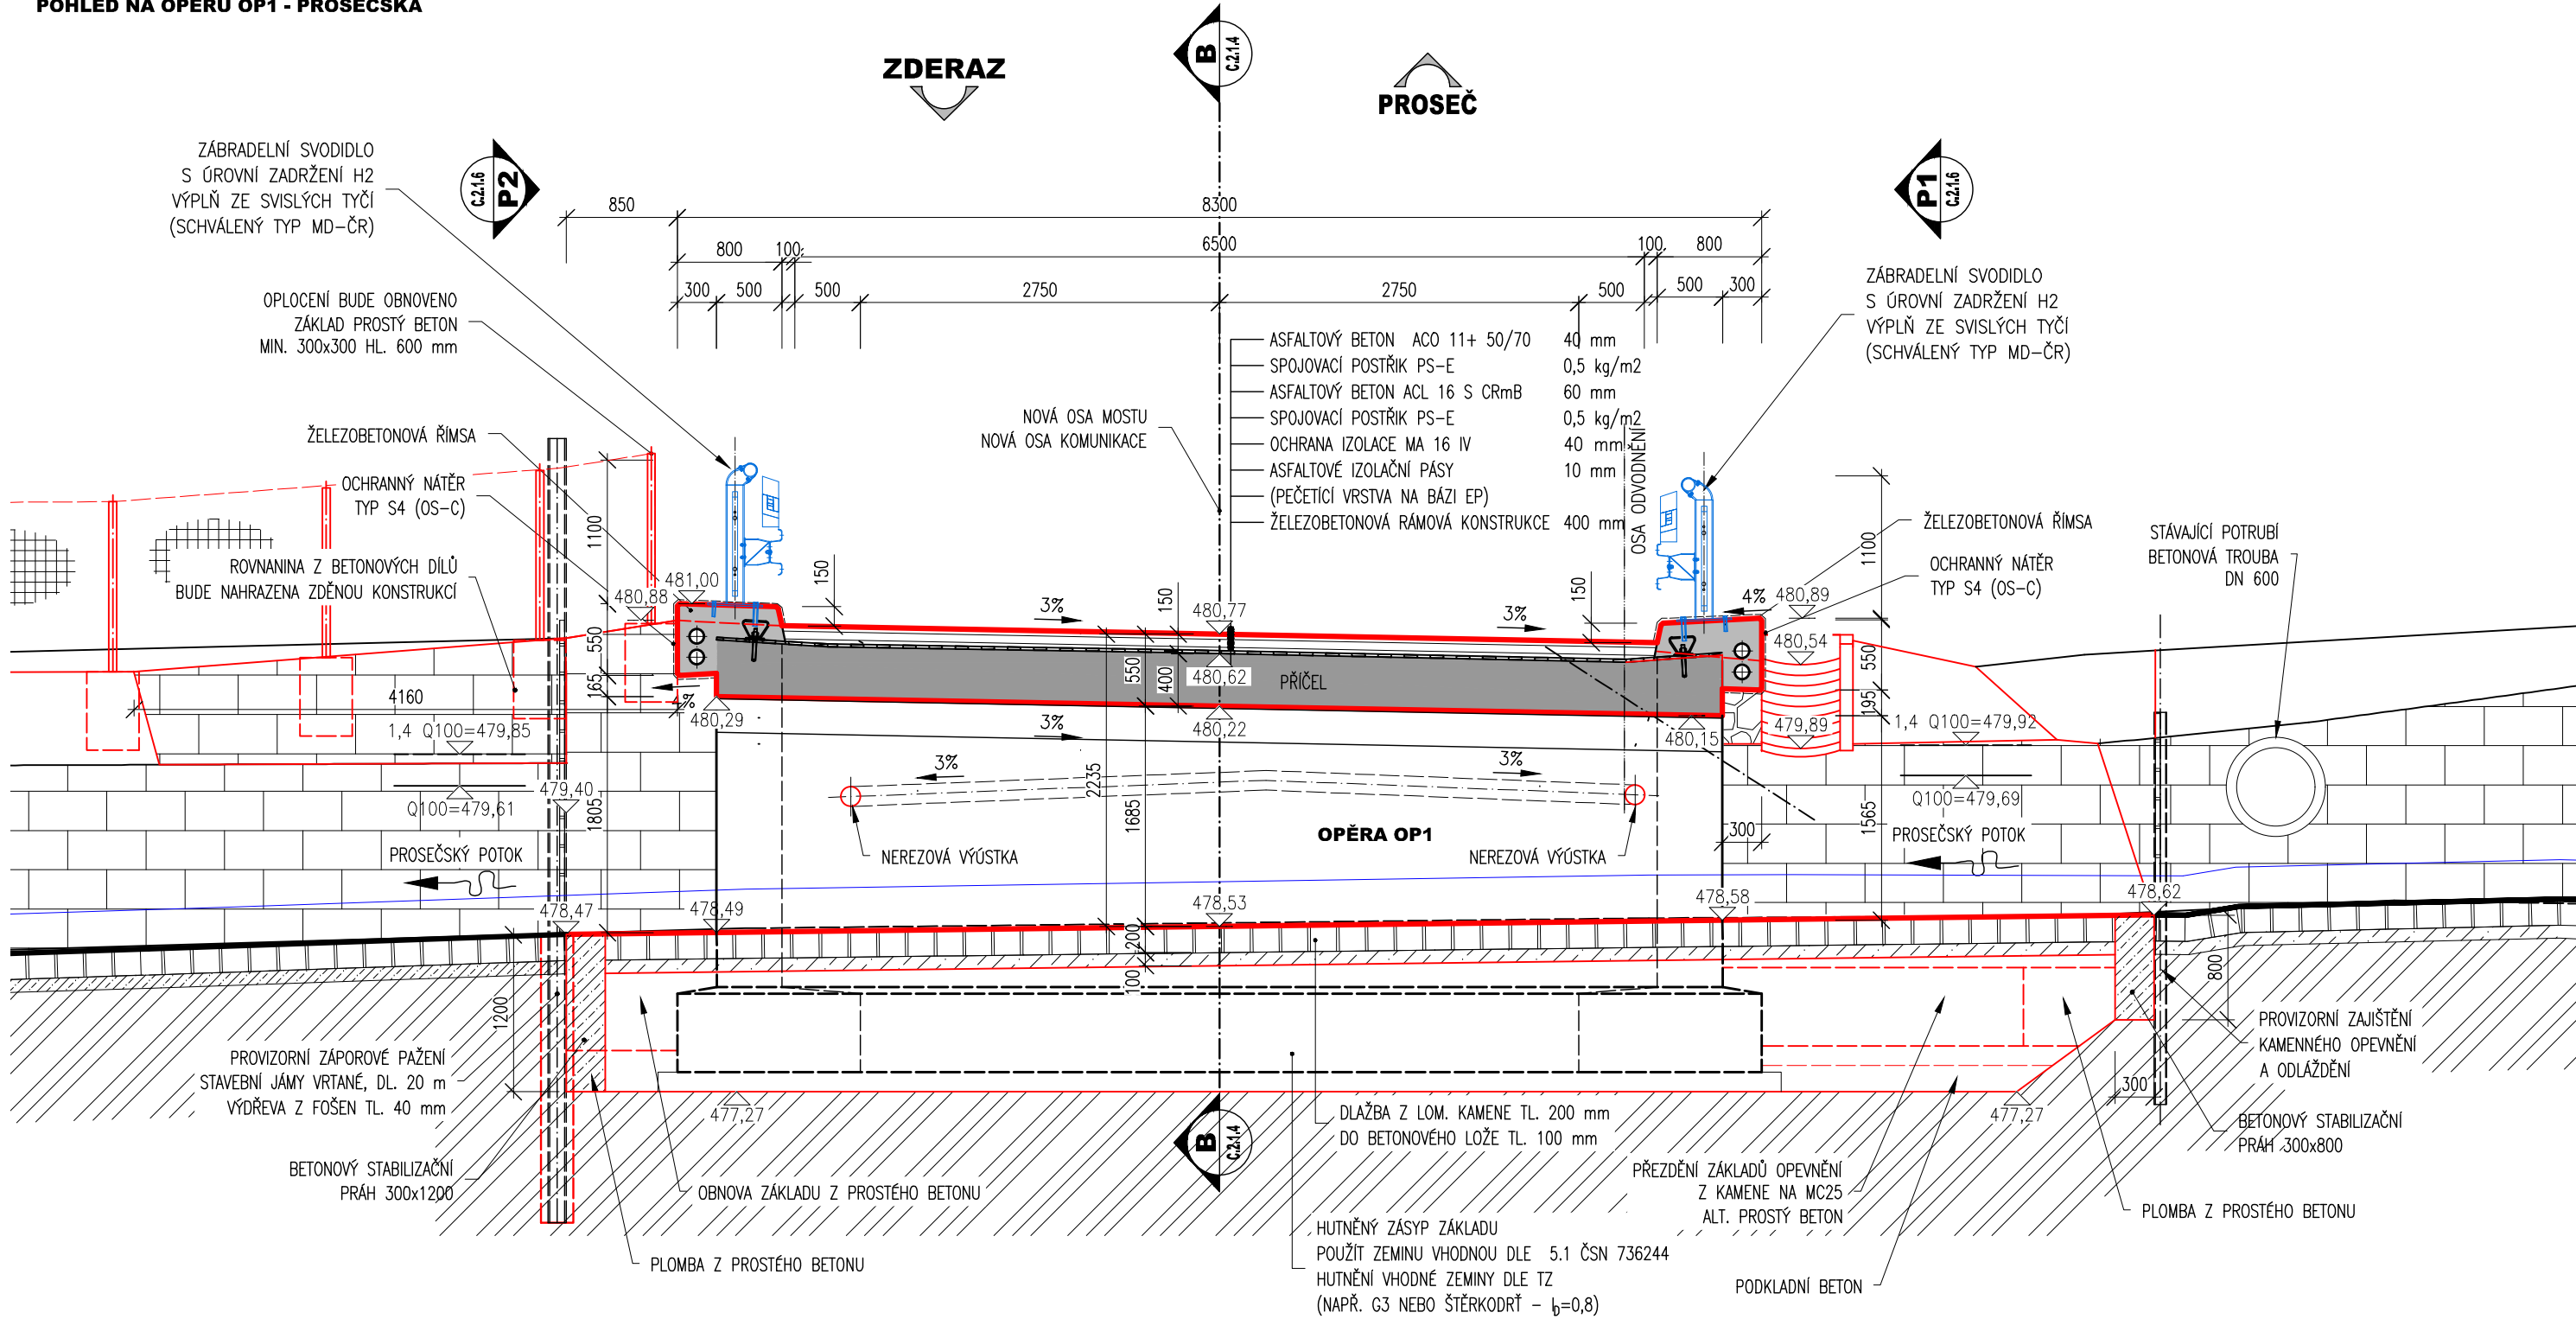 POHLED NA OPĚRU OP1 - PROSEČSKÁ
ZDERAZ
B
C.2.1.4
PROSEČ
ZÁBRADELNÍ SVODIDLO
S ÚROVNÍ ZADRŽENÍ H2
VÝPLŇ ZE SVISLÝCH TYČÍ
(SCHVÁLENÝ TYP MD-ČR)
C.2.1.6
P2
P1
C.2.1.6
850
8300
800
100
6500
100
800
300
500
500
2750
2750
500
500
300
ZÁBRADELNÍ SVODIDLO
S ÚROVNÍ ZADRŽENÍ H2
VÝPLŇ ZE SVISLÝCH TYČÍ
(SCHVÁLENÝ TYP MD-ČR)
OPLOCENÍ BUDE OBNOVENO
ZÁKLAD PROSTÝ BETON
MIN. 300x300 HL. 600 mm
ASFALTOVÝ BETON ACO 11+ 50/70 40 mm
SPOJOVACÍ POSTŘIK PS-E 0,5 kg/m2
ASFALTOVÝ BETON ACL 16 S CRmB 60 mm
SPOJOVACÍ POSTŘIK PS-E 0,5 kg/m2
OCHRANA IZOLACE MA 16 IV 40 mm
ASFALTOVÉ IZOLAČNÍ PÁSY 10 mm
(PEČETÍCÍ VRSTVA NA BÁZI EP)
ŽELEZOBETONOVÁ RÁMOVÁ KONSTRUKCE 400 mm
NOVÁ OSA MOSTU
NOVÁ OSA KOMUNIKACE
OSA ODVODNĚNÍ
ŽELEZOBETONOVÁ ŘÍMSA
OCHRANNÝ NÁTĚR
TYP S4 (OS-C)
ROVNANINA Z BETONOVÝCH DÍLŮ
BUDE NAHRAZENA ZDĚNOU KONSTRUKCÍ
ŽELEZOBETONOVÁ ŘÍMSA
OCHRANNÝ NÁTĚR
TYP S4 (OS-C)
STÁVAJÍCÍ POTRUBÍ
BETONOVÁ TROUBA
DN 600
1100
550
165
1805
481,00
480,88
150
3%
150
480,77
3%
150
4%
480,89
480,54
1100
550
195
1565
4160
4%
480,29
550
400
480,62
PŘÍČEL
480,22
3%
480,15
479,89
1,4 Q100=479,85
Q100=479,61
479,40
1,4 Q100=479,92
Q100=479,69
3%
3%
2235
1685
OPĚRA OP1
300
NEREZOVÁ VÝÚSTKA
NEREZOVÁ VÝÚSTKA
PROSEČSKÝ POTOK
PROSEČSKÝ POTOK
478,47
478,49
478,53
478,58
478,62
200
100
1200
800
300
477,27
477,27
PROVIZORNÍ ZÁPOROVÉ PAŽENÍ
STAVEBNÍ JÁMY VRTANÉ, DL. 20 m
VÝDŘEVA Z FOŠEN TL. 40 mm
BETONOVÝ STABILIZAČNÍ
PRÁH 300x1200
OBNOVA ZÁKLADU Z PROSTÉHO BETONU
PLOMBA Z PROSTÉHO BETONU
B
C.2.1.4
DLAŽBA Z LOM. KAMENE TL. 200 mm
DO BETONOVÉHO LOŽE TL. 100 mm
HUTNĚNÝ ZÁSYP ZÁKLADU
POUŽÍT ZEMINU VHODNOU DLE 5.1 ČSN 736244
HUTNĚNÍ VHODNÉ ZEMINY DLE TZ
(NAPŘ. G3 NEBO ŠTĚRKODRŤ - ID=0,8)
PŘEZDĚNÍ ZÁKLADŮ OPEVNĚNÍ
Z KAMENE NA MC25
ALT. PROSTÝ BETON
PODKLADNÍ BETON
PROVIZORNÍ ZAJIŠTĚNÍ
KAMENNÉHO OPEVNĚNÍ
A ODLÁŽDĚNÍ
BETONOVÝ STABILIZAČNÍ
PRÁH 300x800
PLOMBA Z PROSTÉHO BETONU